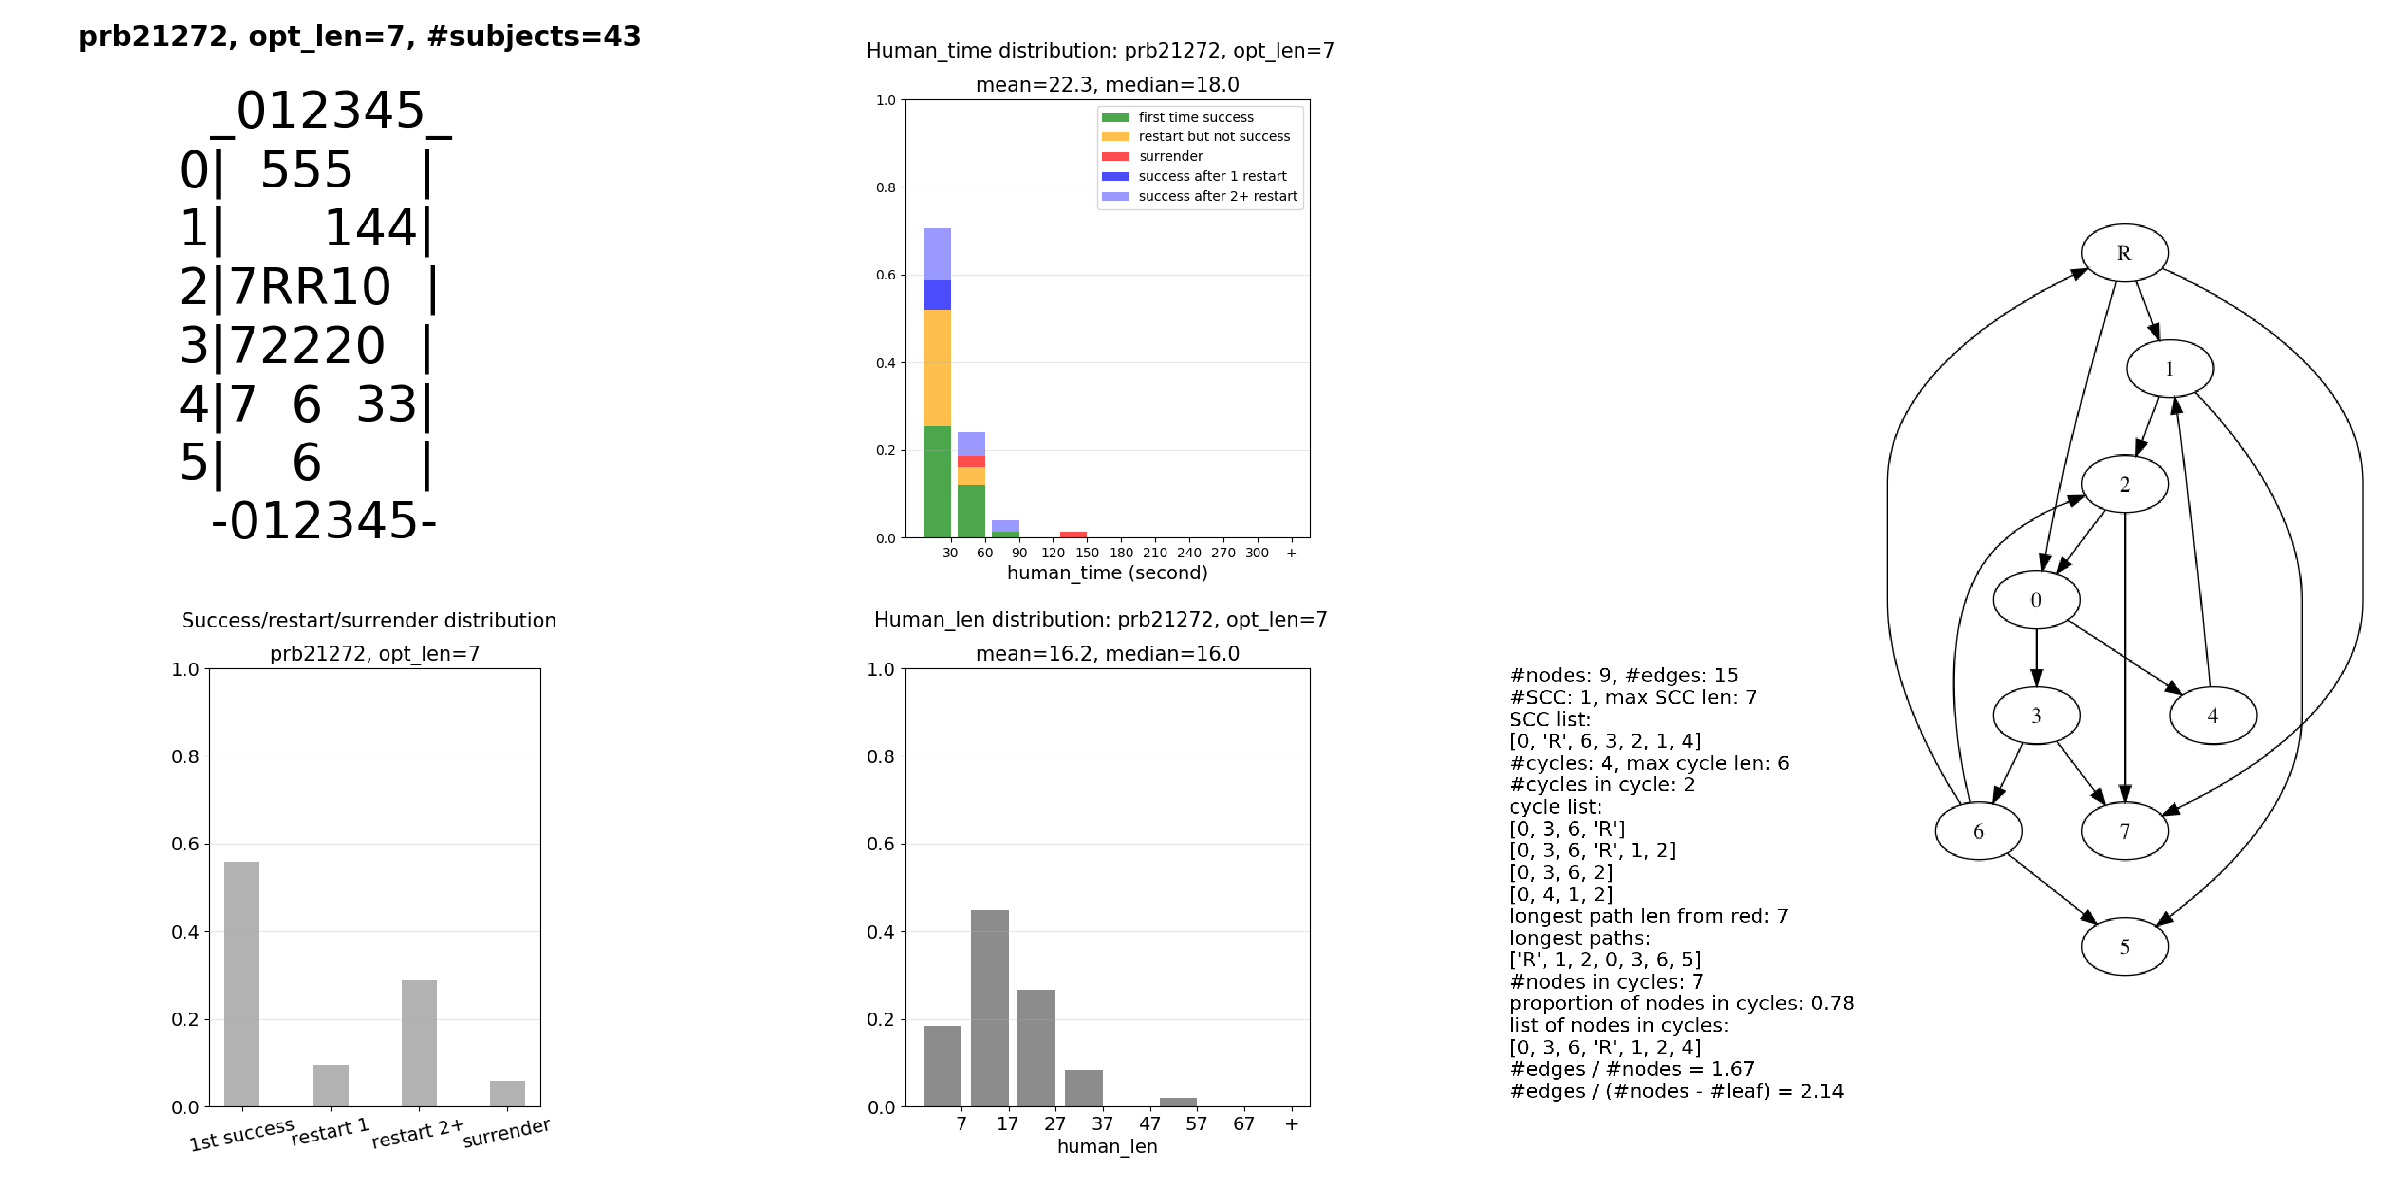 prb21272, opt_len=7, #subjects=43
_012345_
0| 555   |
1|   144|
2|7RR10  |
3|72220  |
4|7 6 33|
5|  6    |
-012345-
Human_time distribution: prb21272, opt_len=7
mean=22.3, median=18.0
1.0
0.8
0.6
0.4
0.2
0.0
first time success
restart but not success
surrender
success after 1 restart
success after 2+ restart
30 60 90 120 150 180 210 240 270 300 +
human_time (second)
Success/restart/surrender distribution
prb21272, opt_len=7
1.0
0.8
0.6
0.4
0.2
0.0
1st success restart 1 restart 2+ surrender
Human_len distribution: prb21272, opt_len=7
mean=16.2, median=16.0
1.0
0.8
0.6
0.4
0.2
0.0
7 17 27 37 47 57 67 +
human_len
#nodes: 9, #edges: 15
#SCC: 1, max SCC len: 7
SCC list:
[0, 'R', 6, 3, 2, 1, 4]
#cycles: 4, max cycle len: 6
#cycles in cycle: 2
cycle list:
[0, 3, 6, 'R']
[0, 3, 6, 'R', 1, 2]
[0, 3, 6, 2]
[0, 4, 1, 2]
longest path len from red: 7
longest paths:
['R', 1, 2, 0, 3, 6, 5]
#nodes in cycles: 7
proportion of nodes in cycles: 0.78
list of nodes in cycles:
[0, 3, 6, 'R', 1, 2, 4]
#edges / #nodes = 1.67
#edges / (#nodes - #leaf) = 2.14
R
1
2
0
3 4
6 7
5